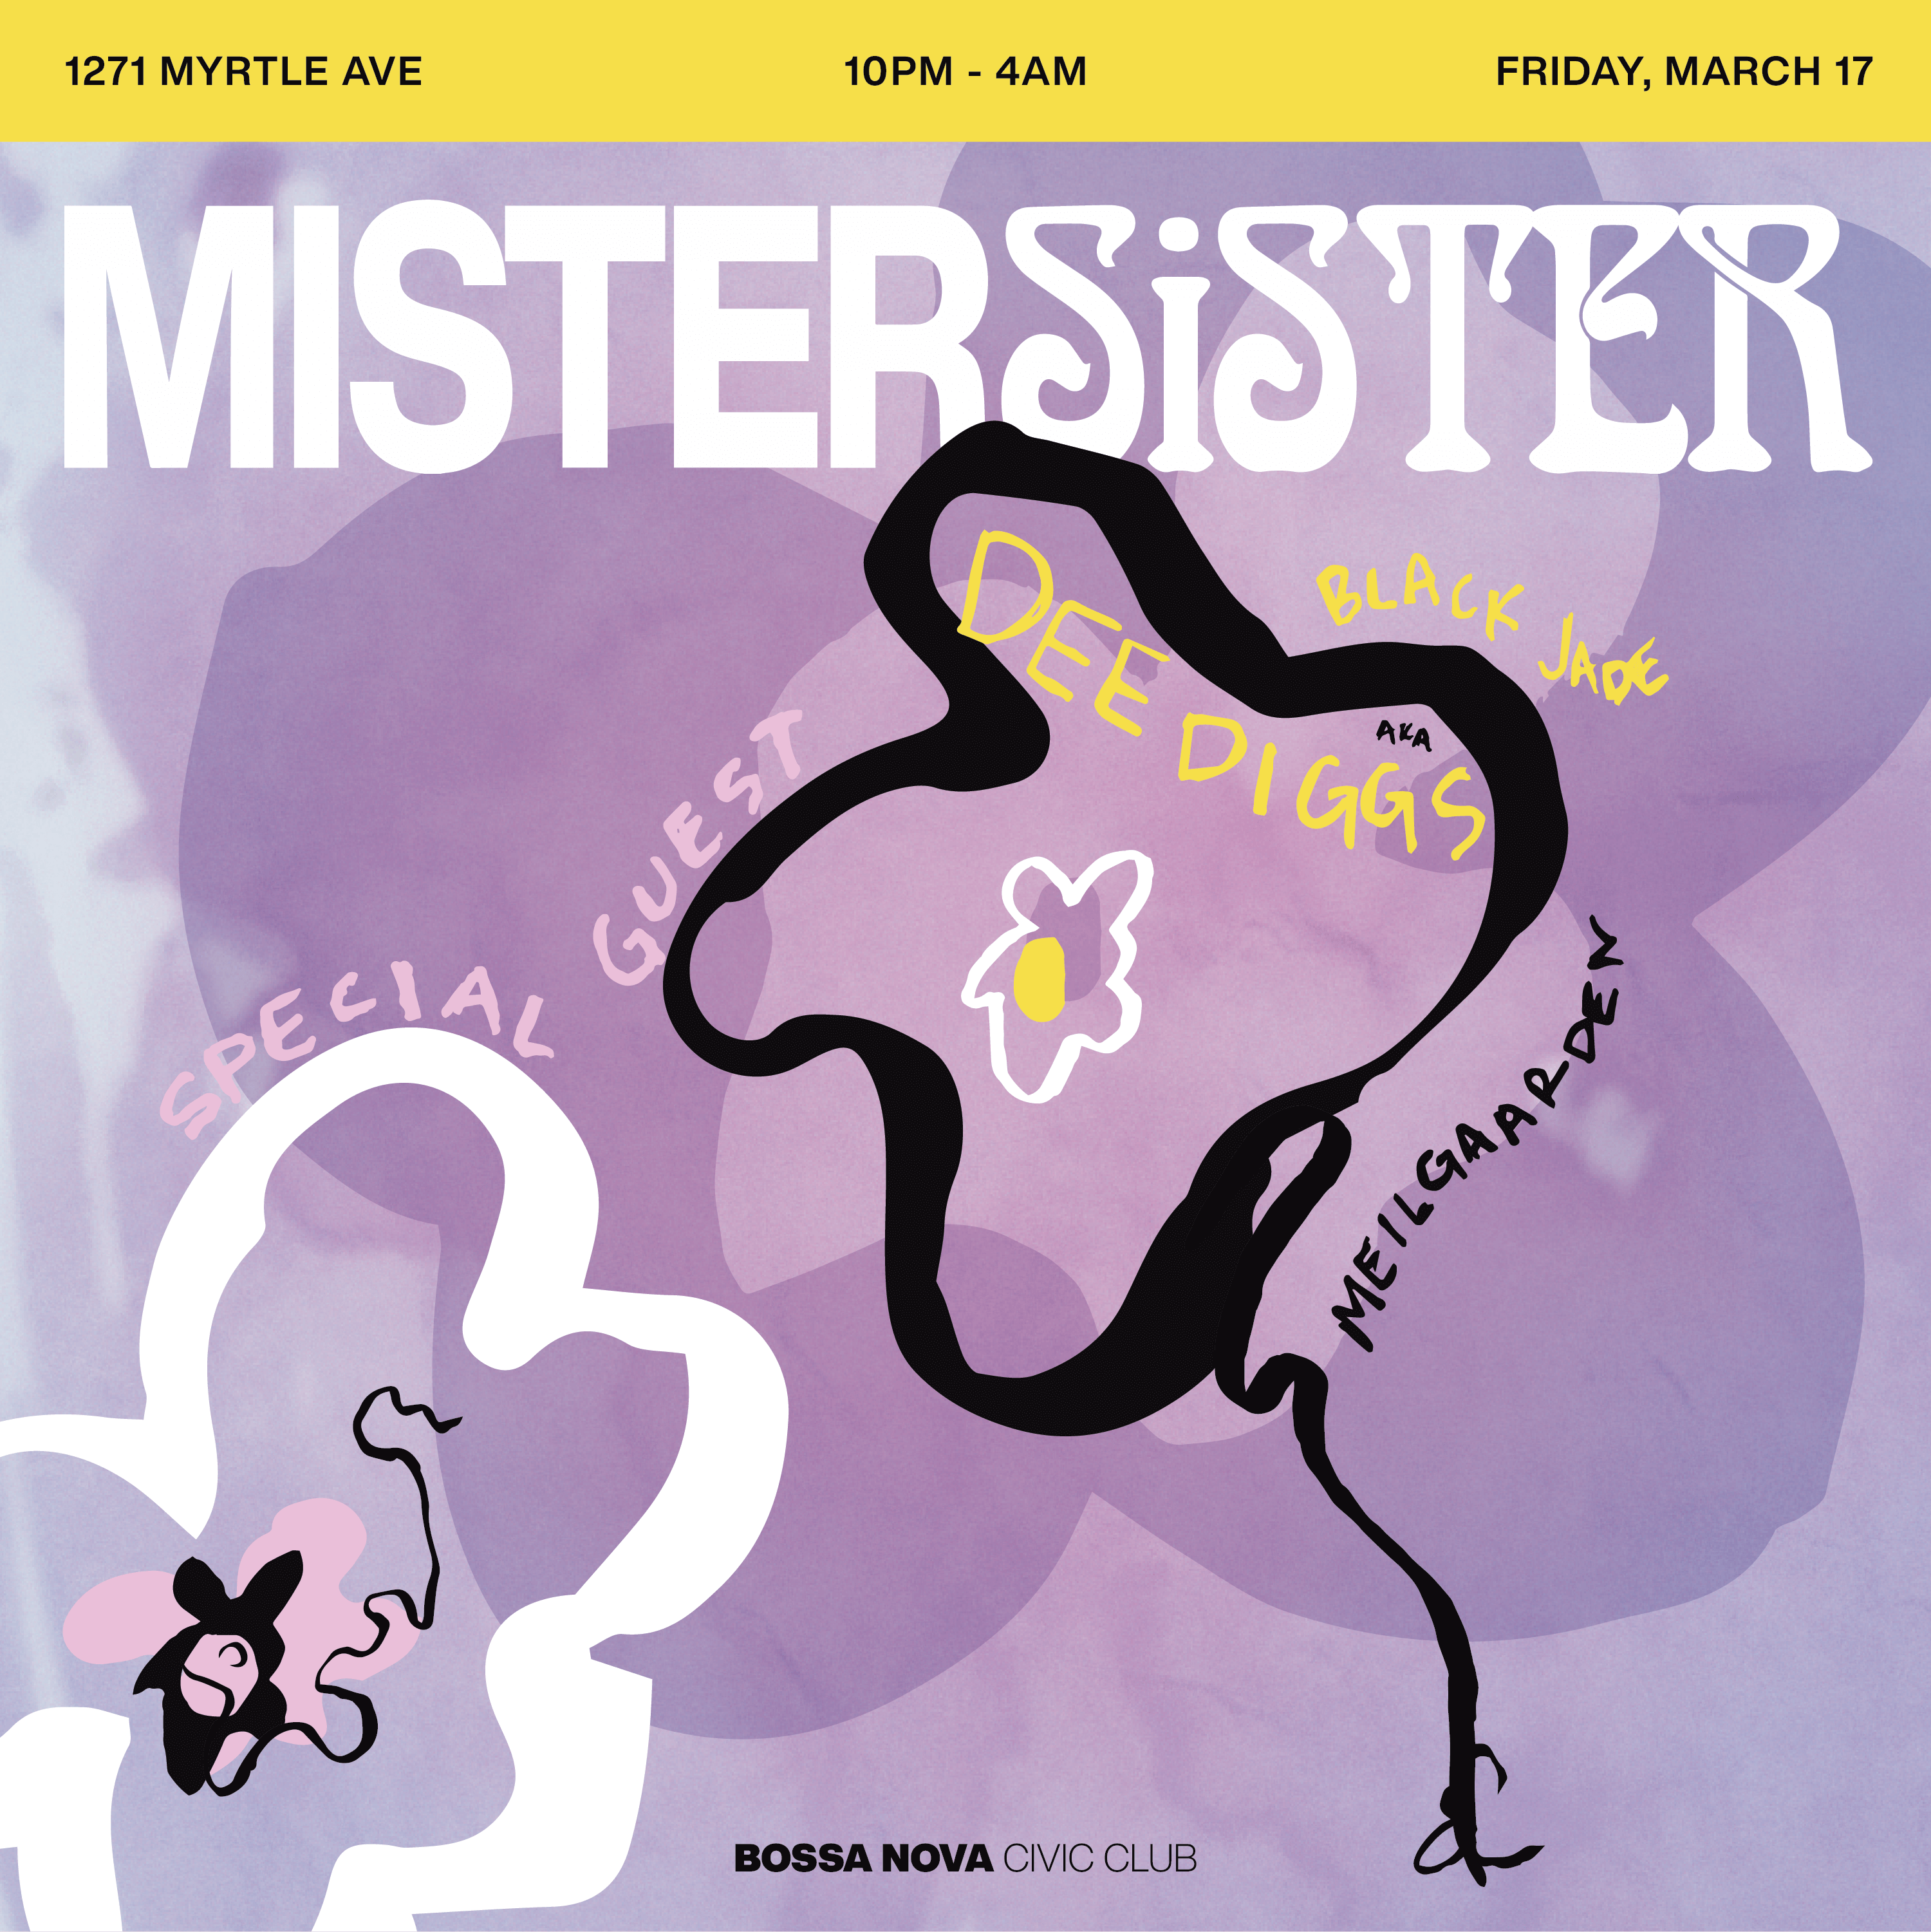 1271 MYRTLE AVE
10PM - 4AM
FRIDAY, MARCH 17
MISTERSiSTER
BLACK JADE
AKA
DEE DIGGS
SPECIAL GUEST
MEILGAARDEN
BOSSA NOVA CIVIC CLUB